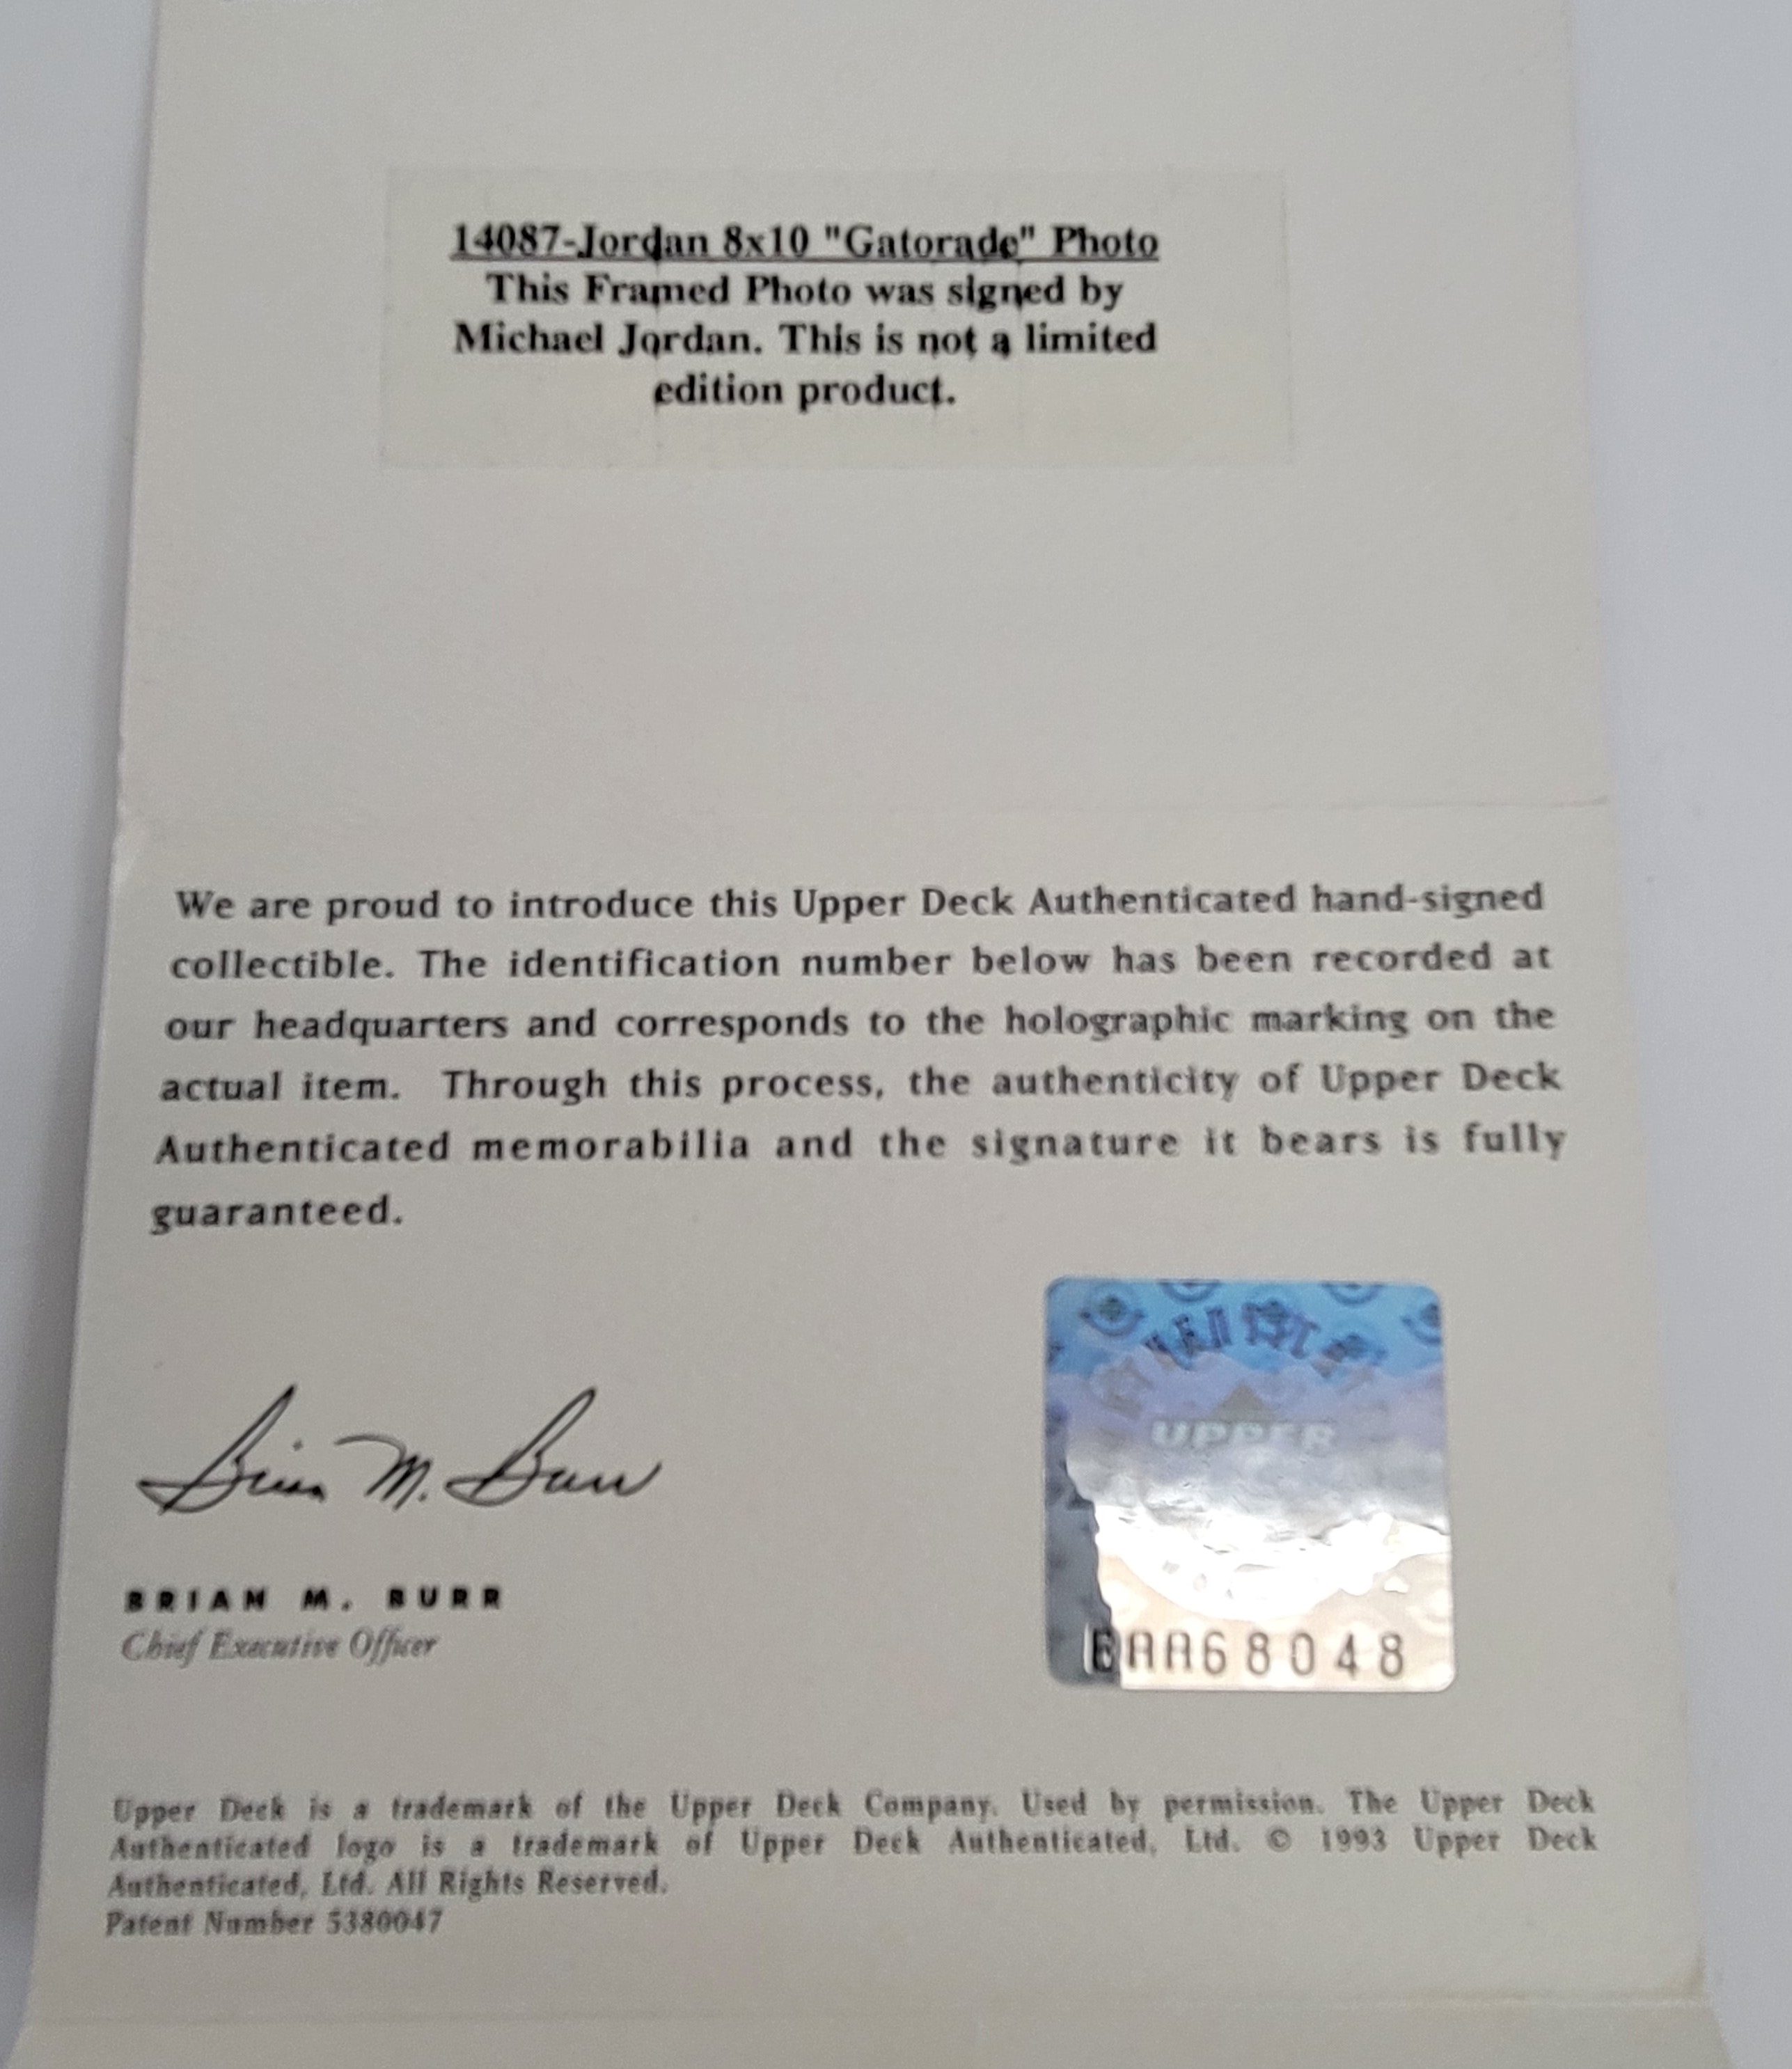 14087-Jordan 8x10 "Gatorade" Photo
This Framed Photo was signed by
Michael Jordan. This is not a limited
edition product.
We are proud to introduce this Upper Deck Authenticated hand-signed
collectible. The identification number below has been recorded at
our headquarters and corresponds to the holographic marking on the
actual item. Through this process, the authenticity of Upper Deck
Authenticated memorabilia and the signature it bears is fully
guaranteed.
Brian M. Burr
UPPER
BRIAN M. BURR
Chief Executive Officer
BAA68048
Upper Deck is a trademark of the Upper Deck Company. Used by permission. The Upper Deck
Authenticated logo is a trademark of Upper Deck Authenticated, Ltd. © 1993 Upper Deck
Authenticated, Ltd. All Rights Reserved.
Patent Number 5380047